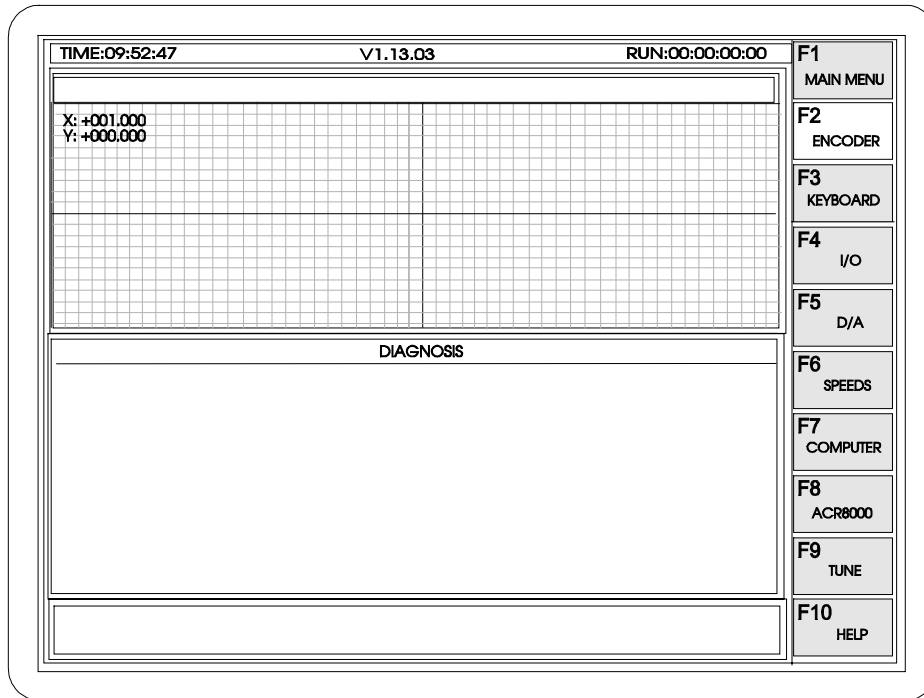 TIME:09:52:47 V1.13.03 RUN:00:00:00:00
X: +001.000
Y: +000.000
DIAGNOSIS
F1
MAIN MENU
F2
ENCODER
F3
KEYBOARD
F4
I/O
F5
D/A
F6
SPEEDS
F7
COMPUTER
F8
ACR8000
F9
TUNE
F10
HELP